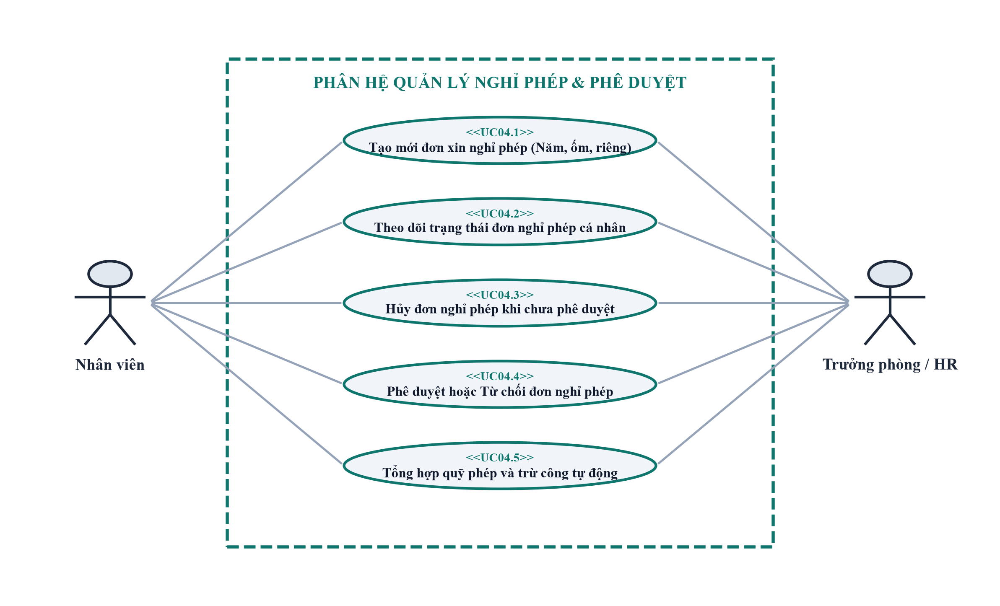 PHÂN HỆ QUẢN LÝ NGHỈ PHÉP & PHÊ DUYỆT
<<UC04.1>>
Tạo mới đơn xin nghỉ phép (Năm, ốm, riêng)
<<UC04.2>>
Theo dõi trạng thái đơn nghỉ phép cá nhân
<<UC04.3>>
Hủy đơn nghỉ phép khi chưa phê duyệt
<<UC04.4>>
Phê duyệt hoặc Từ chối đơn nghỉ phép
<<UC04.5>>
Tổng hợp quỹ phép và trừ công tự động
Nhân viên
Trưởng phòng / HR